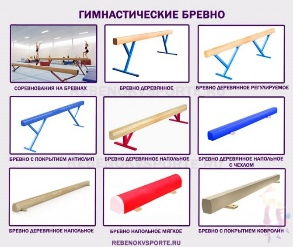 ГИМНАСТИЧЕСКИЕ БРЕВНО
СОРЕВНОВАНИЯ НА БРЕВНАХ
БРЕВНО ДЕРЕВЯННОЕ
БРЕВНО ДЕРЕВЯННОЕ РЕГУЛИРУЕМОЕ
БРЕВНО С ПОКРЫТИЕМ АНТИСЛИП
БРЕВНО ДЕРЕВЯННОЕ НАПОЛЬНОЕ
БРЕВНО ДЕРЕВЯННОЕ НАПОЛЬНОЕ
С ЧЕХЛОМ
БРЕВНО ДЕРЕВЯННОЕ НАПОЛЬНОЕ
БРЕВНО НАПОЛЬНОЕ МЯГКОЕ
БРЕВНО С ПОКРЫТИЕМ КОВРОЛИН
REBENOKVSPORTE.RU